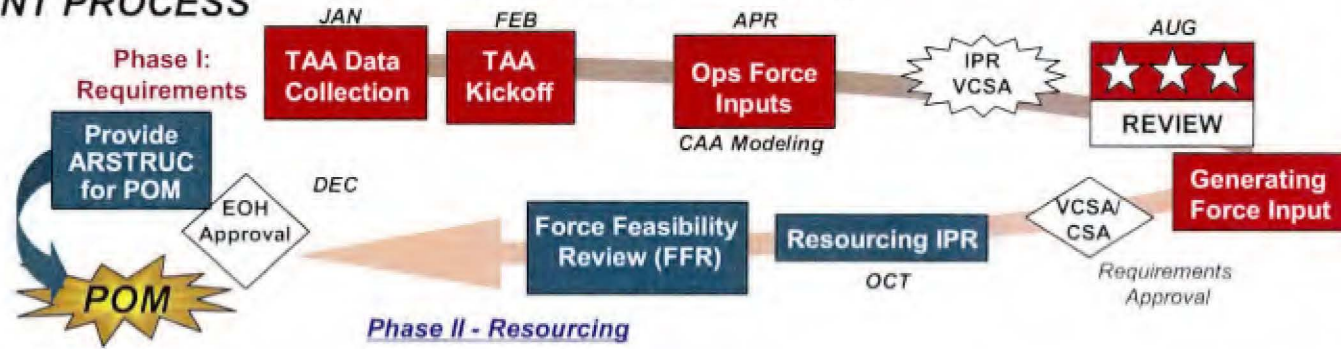 NT PROCESS
JAN
FEB
APR
AUG
Phase I:
Requirements
TAA Data
Collection
TAA
Kickoff
Ops Force
Inputs
CAA Modeling
IPR
VCSA
REVIEW
Generating
Force Input
VCSA/
CSA
Requirements
Approval
Resourcing IPR
OCT
Force Feasibility
Review (FFR)
Phase II - Resourcing
DEC
EOH
Approval
Provide
ARSTRUC
for POM
POM